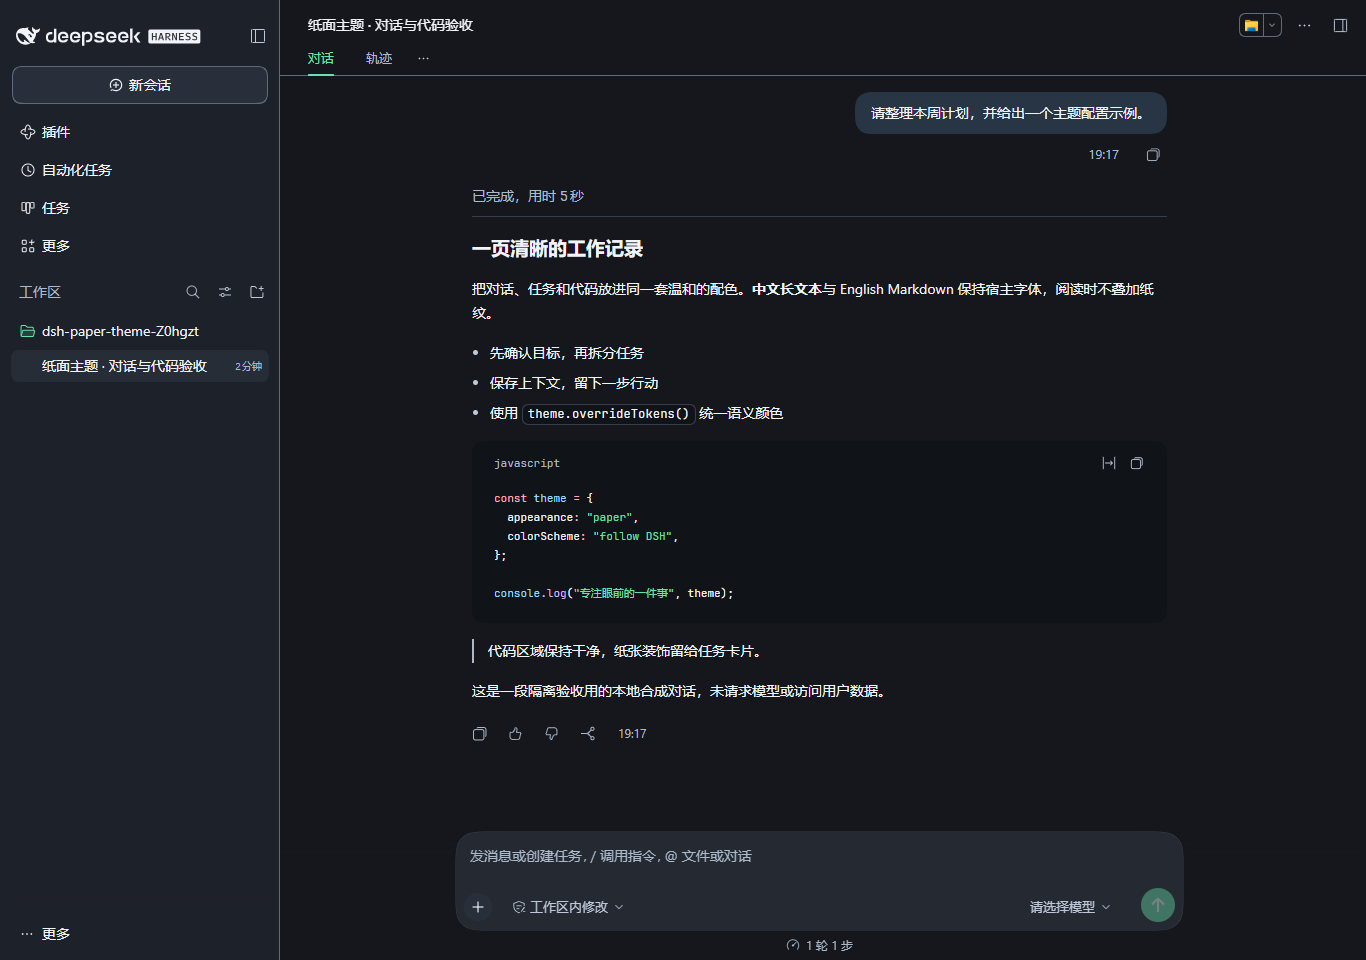 deepseek HARNESS
新会话
插件
自动化任务
任务
更多
工作区
dsh-paper-theme-Z0hgzt
纸面主题 · 对话与代码验收 2分钟
更多
纸面主题 · 对话与代码验收
对话 轨迹 ···
请整理本周计划，并给出一个主题配置示例。
19:17
已完成，用时 5 秒
一页清晰的工作记录
把对话、任务和代码放进同一套温和的配色。中文长文本与 English Markdown 保持宿主字体，阅读时不叠加纸
纹。
• 先确认目标，再拆分任务
• 保存上下文，留下一步行动
• 使用 theme.overrideTokens() 统一语义颜色
javascript
const theme = {
  appearance: "paper",
  colorScheme: "follow DSH",
};
console.log("专注眼前的一件事", theme);
代码区域保持干净，纸张装饰留给任务卡片。
这是一段隔离验收用的本地合成对话，未请求模型或访问用户数据。
19:17
发消息或创建任务, / 调用指令, @ 文件或对话
工作区内修改
请选择模型
1 轮 1 步